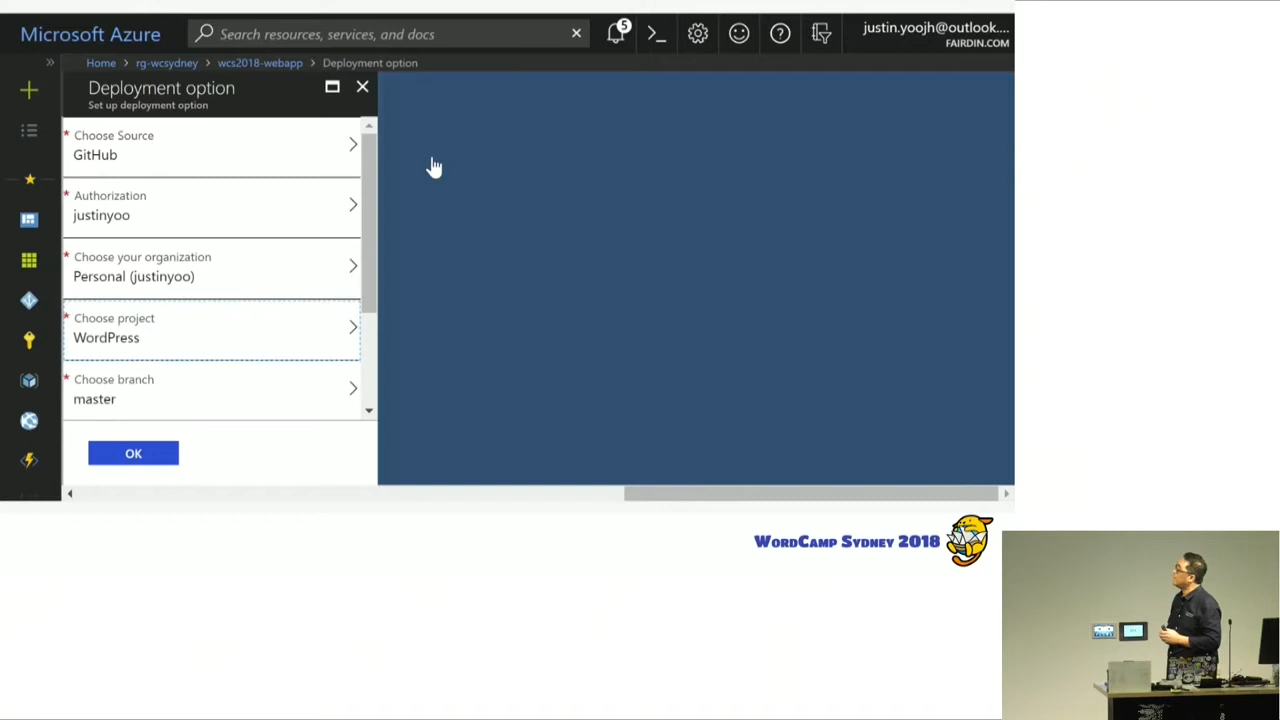 Microsoft Azure
Search resources, services, and docs
5
justin.yoojh@outlook....
FAIRDIN.COM
Home > rg-wcsydney > wcs2018-webapp > Deployment option
Deployment option
Set up deployment option
* Choose Source
GitHub
* Authorization
justinyoo
* Choose your organization
Personal (justinyoo)
* Choose project
WordPress
* Choose branch
master
OK
WordCamp Sydney 2018